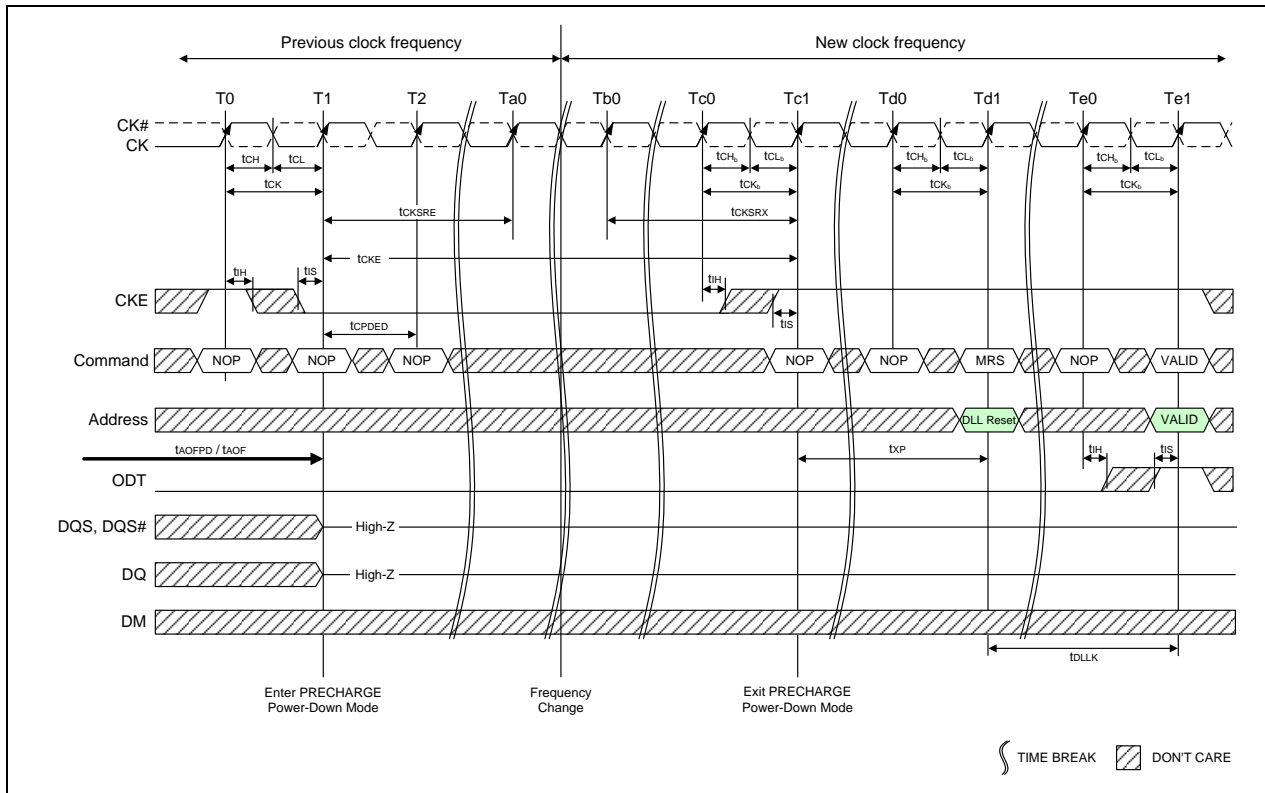 Previous clock frequency New clock frequency
T0 T1 T2 Ta0 Tb0 Tc0 Tc1 Td0 Td1 Te0 Te1
CK#
CK
tCH tCL tCHb tCLb tCHb tCLb tCHb tCLb
tCK tCKb tCKb tCKb
tCKSRE tCKSRX
tCKE
tIH tIS tIH
CKE
tIS
tCPDED
Command NOP NOP NOP NOP NOP MRS NOP VALID
Address DLL Reset VALID
tAOFPD / tAOF tXP tIH tIS
ODT
DQS, DQS# High-Z
DQ High-Z
DM
tDLLK
Enter PRECHARGE Frequency Exit PRECHARGE
Power-Down Mode Change Power-Down Mode
TIME BREAK DON'T CARE